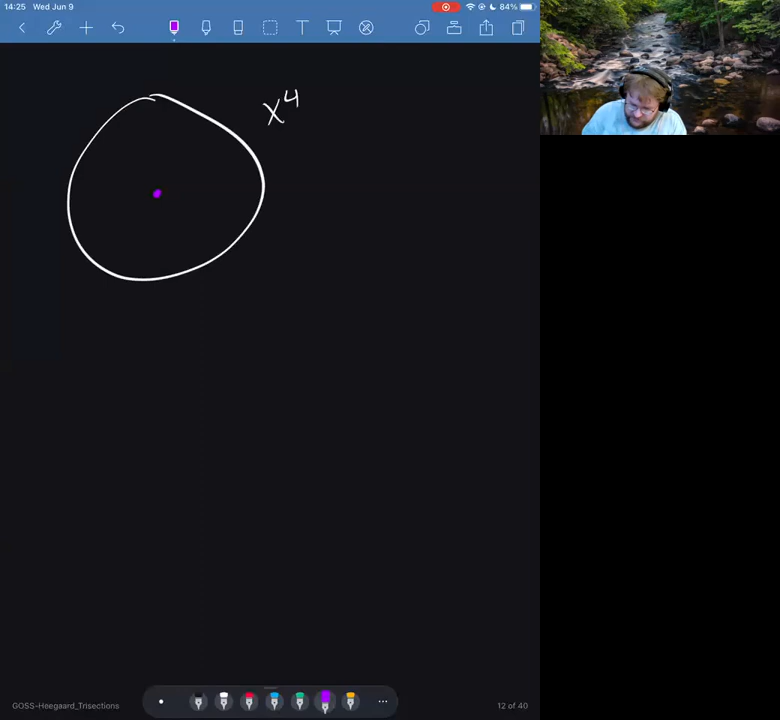 14:25 Wed Jun 9
84%
X⁴
GOSS-Heegaard_Trisections
12 of 40